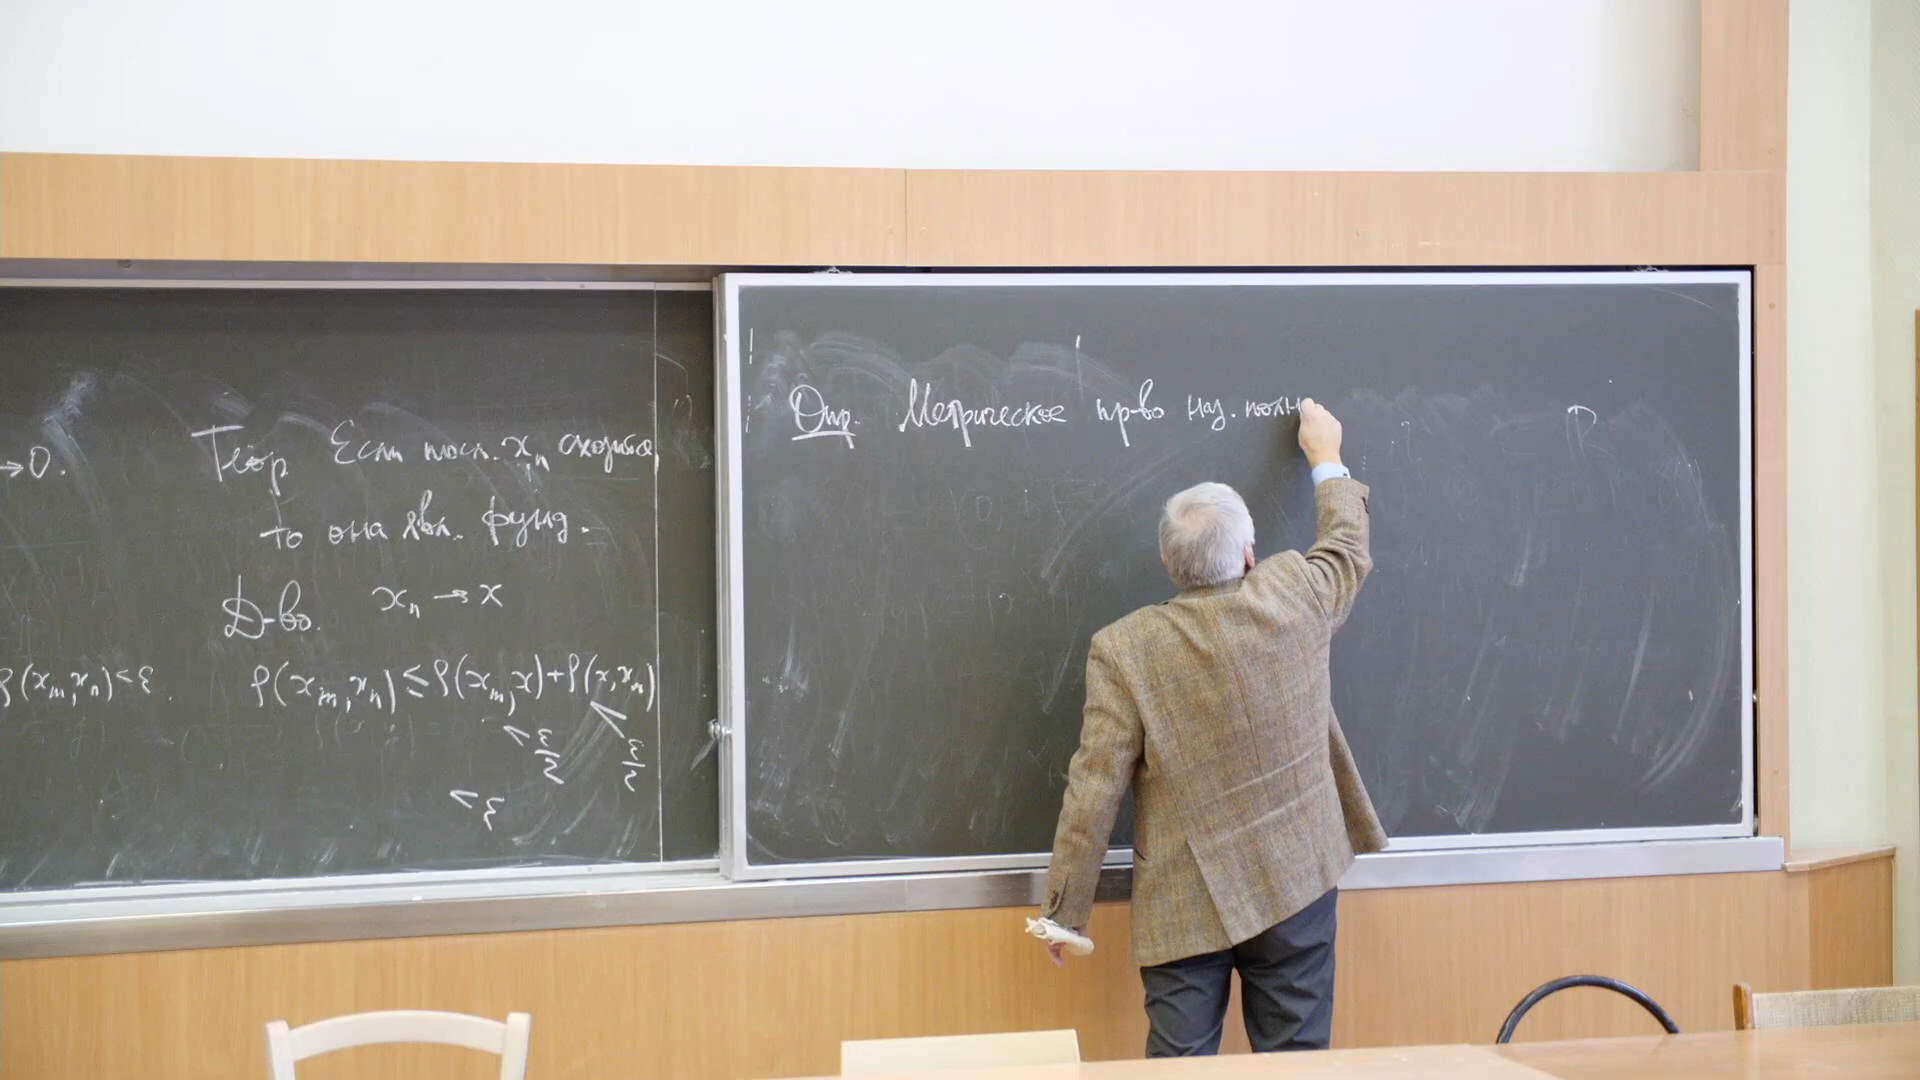 →0.
Теор Если посл. xₙ сходится
то она явл. фунд.
Д-во. xₙ → x
ρ(xₘ,xₙ)<ε.
ρ(xₘ,xₙ)≤ρ(xₘ,x)+ρ(x,xₙ)
<ε/2 <ε/2
<ε
Опр. Метрическое пр-во наз. полн